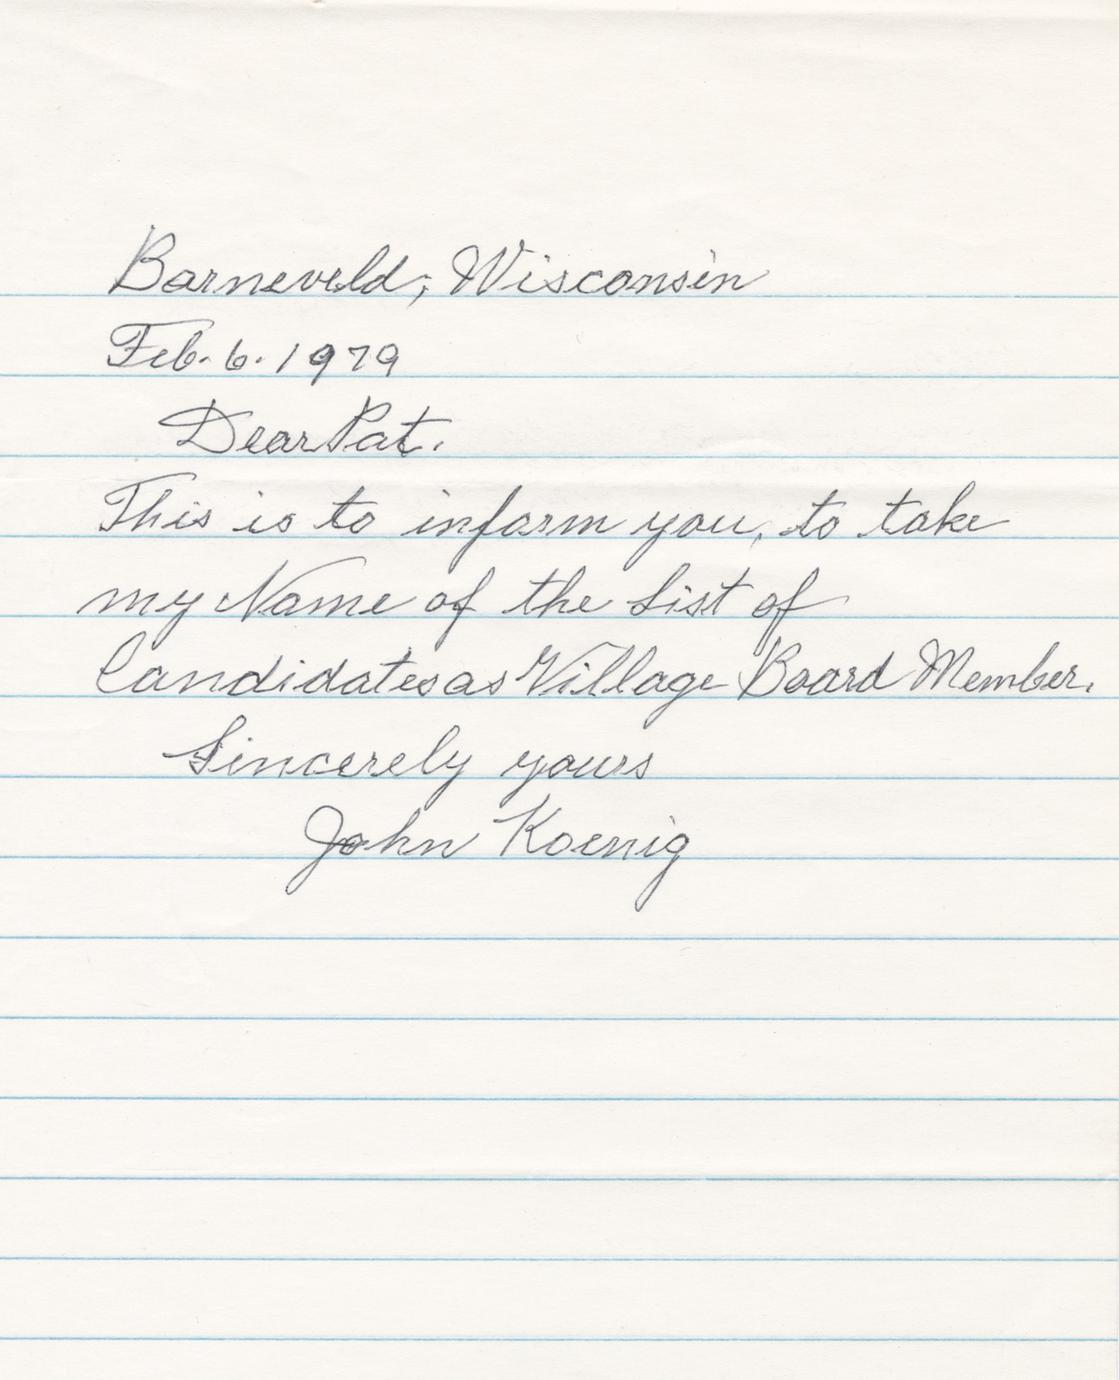 Barneveld, Wisconsin
Feb. 6. 1979
Dear Pat.
This is to inform you, to take
my Name of the List of
Candidates as Village Board Member.
Sincerely yours
John Koenig